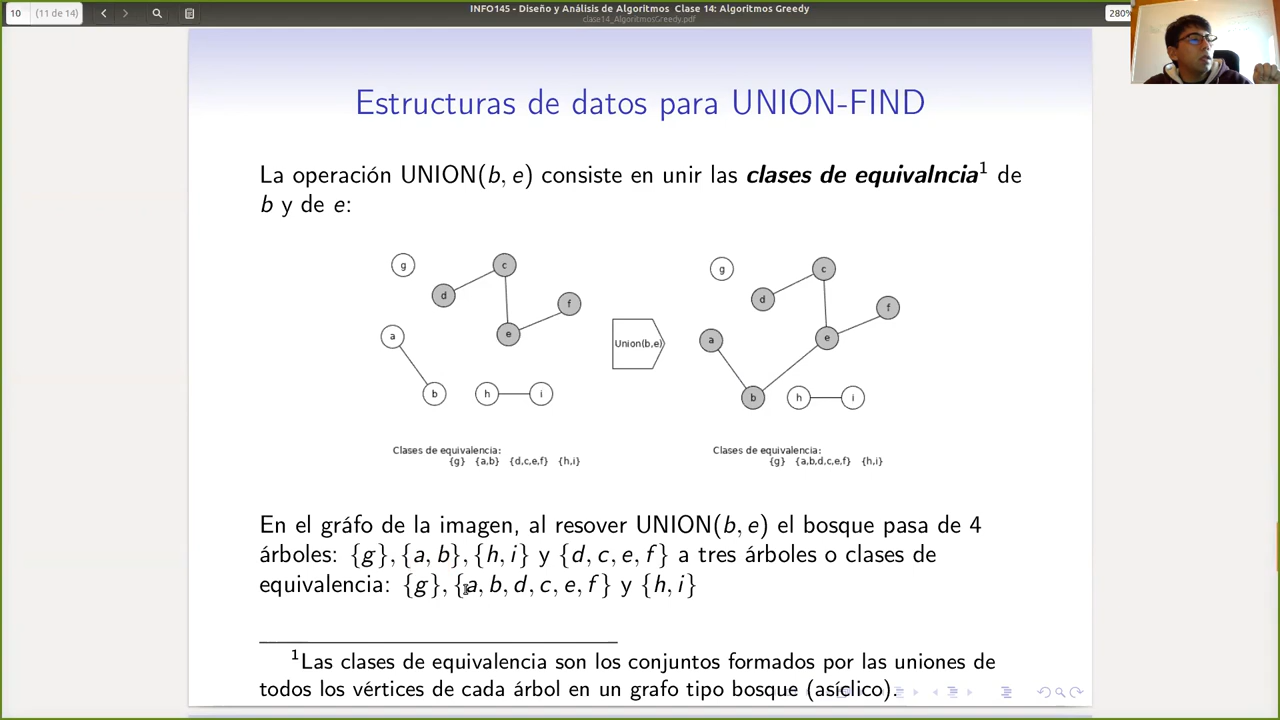 10 (11 de 14)
INFO145 - Diseño y Análisis de Algoritmos Clase 14: Algoritmos Greedy
clase14_AlgoritmosGreedy.pdf
280%
Estructuras de datos para UNION-FIND
La operación UNION(b, e) consiste en unir las clases de equivalncia¹ de
b y de e:
g c d f a e b h i
Union(b,e)
g c d f a e b h i
Clases de equivalencia:
{g} {a,b} {d,c,e,f} {h,i}
Clases de equivalencia:
{g} {a,b,d,c,e,f} {h,i}
En el gráfo de la imagen, al resover UNION(b, e) el bosque pasa de 4
árboles: {g}, {a, b}, {h, i} y {d, c, e, f} a tres árboles o clases de
equivalencia: {g}, {a, b, d, c, e, f} y {h, i}
¹Las clases de equivalencia son los conjuntos formados por las uniones de
todos los vértices de cada árbol en un grafo tipo bosque (asíclico).